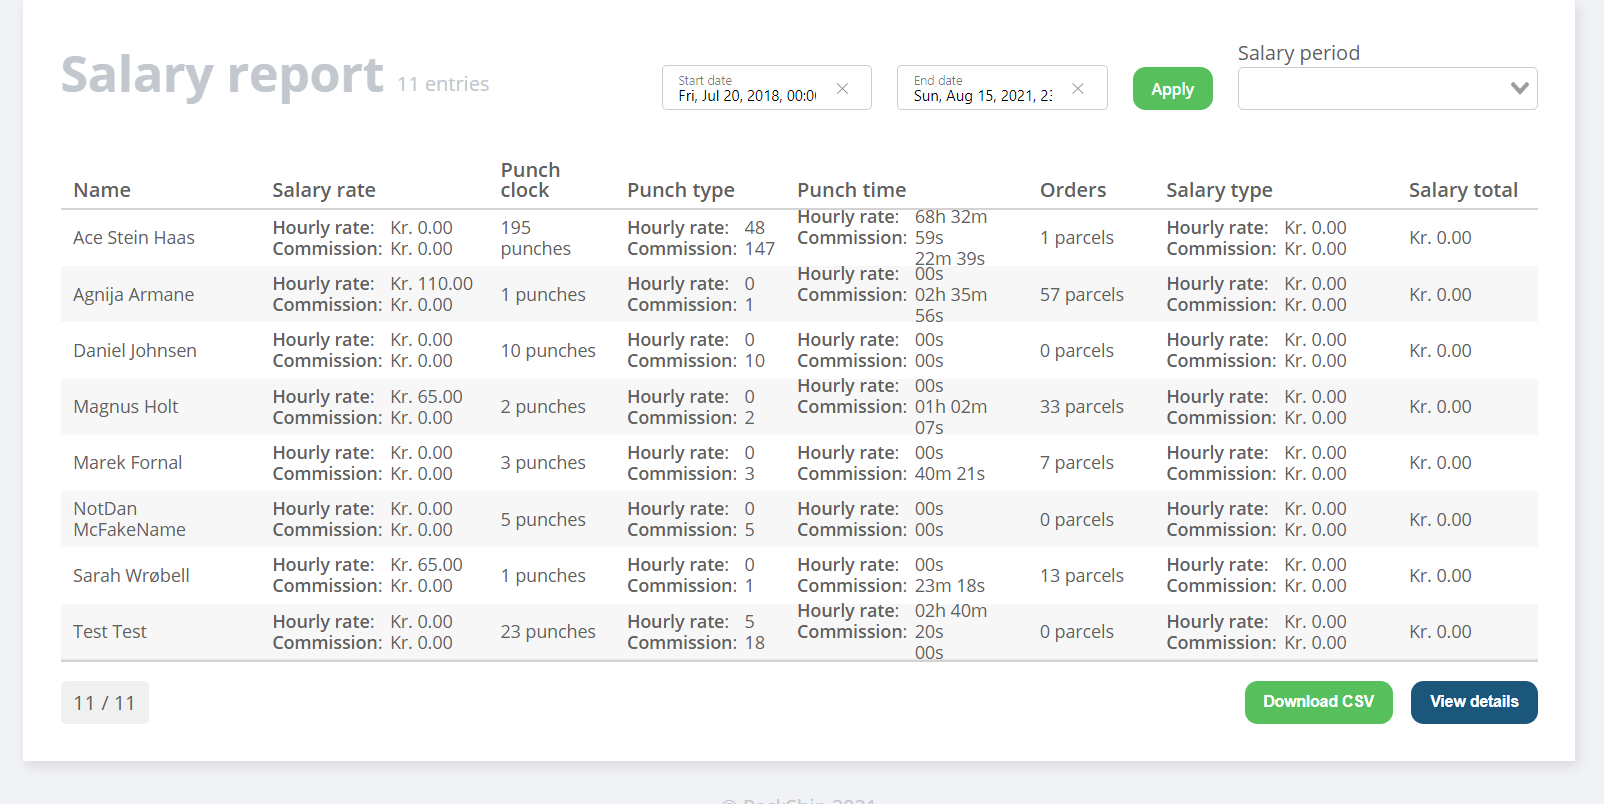 Salary report 11 entries
Start date
Fri, Jul 20, 2018, 00:0
End date
Sun, Aug 15, 2021, 2
Apply
Salary period
Name Salary rate Punch clock Punch type Punch time Orders Salary type Salary total
Ace Stein Haas
Hourly rate: Kr. 0.00
Commission: Kr. 0.00
195
punches
Hourly rate: 48
Commission: 147
Hourly rate: 68h 32m
Commission: 59s
22m 39s
1 parcels
Hourly rate: Kr. 0.00
Commission: Kr. 0.00
Kr. 0.00
Agnija Armane
Hourly rate: Kr. 110.00
Commission: Kr. 0.00
1 punches
Hourly rate: 0
Commission: 1
Hourly rate: 00s
Commission: 02h 35m
56s
57 parcels
Hourly rate: Kr. 0.00
Commission: Kr. 0.00
Kr. 0.00
Daniel Johnsen
Hourly rate: Kr. 0.00
Commission: Kr. 0.00
10 punches
Hourly rate: 0
Commission: 10
Hourly rate: 00s
Commission: 00s
0 parcels
Hourly rate: Kr. 0.00
Commission: Kr. 0.00
Kr. 0.00
Magnus Holt
Hourly rate: Kr. 65.00
Commission: Kr. 0.00
2 punches
Hourly rate: 0
Commission: 2
Hourly rate: 00s
Commission: 01h 02m
07s
33 parcels
Hourly rate: Kr. 0.00
Commission: Kr. 0.00
Kr. 0.00
Marek Fornal
Hourly rate: Kr. 0.00
Commission: Kr. 0.00
3 punches
Hourly rate: 0
Commission: 3
Hourly rate: 00s
Commission: 40m 21s
7 parcels
Hourly rate: Kr. 0.00
Commission: Kr. 0.00
Kr. 0.00
NotDan
McFakeName
Hourly rate: Kr. 0.00
Commission: Kr. 0.00
5 punches
Hourly rate: 0
Commission: 5
Hourly rate: 00s
Commission: 00s
0 parcels
Hourly rate: Kr. 0.00
Commission: Kr. 0.00
Kr. 0.00
Sarah Wrøbell
Hourly rate: Kr. 65.00
Commission: Kr. 0.00
1 punches
Hourly rate: 0
Commission: 1
Hourly rate: 00s
Commission: 23m 18s
13 parcels
Hourly rate: Kr. 0.00
Commission: Kr. 0.00
Kr. 0.00
Test Test
Hourly rate: Kr. 0.00
Commission: Kr. 0.00
23 punches
Hourly rate: 5
Commission: 18
Hourly rate: 02h 40m
Commission: 20s
00s
0 parcels
Hourly rate: Kr. 0.00
Commission: Kr. 0.00
Kr. 0.00
11 / 11
Download CSV
View details